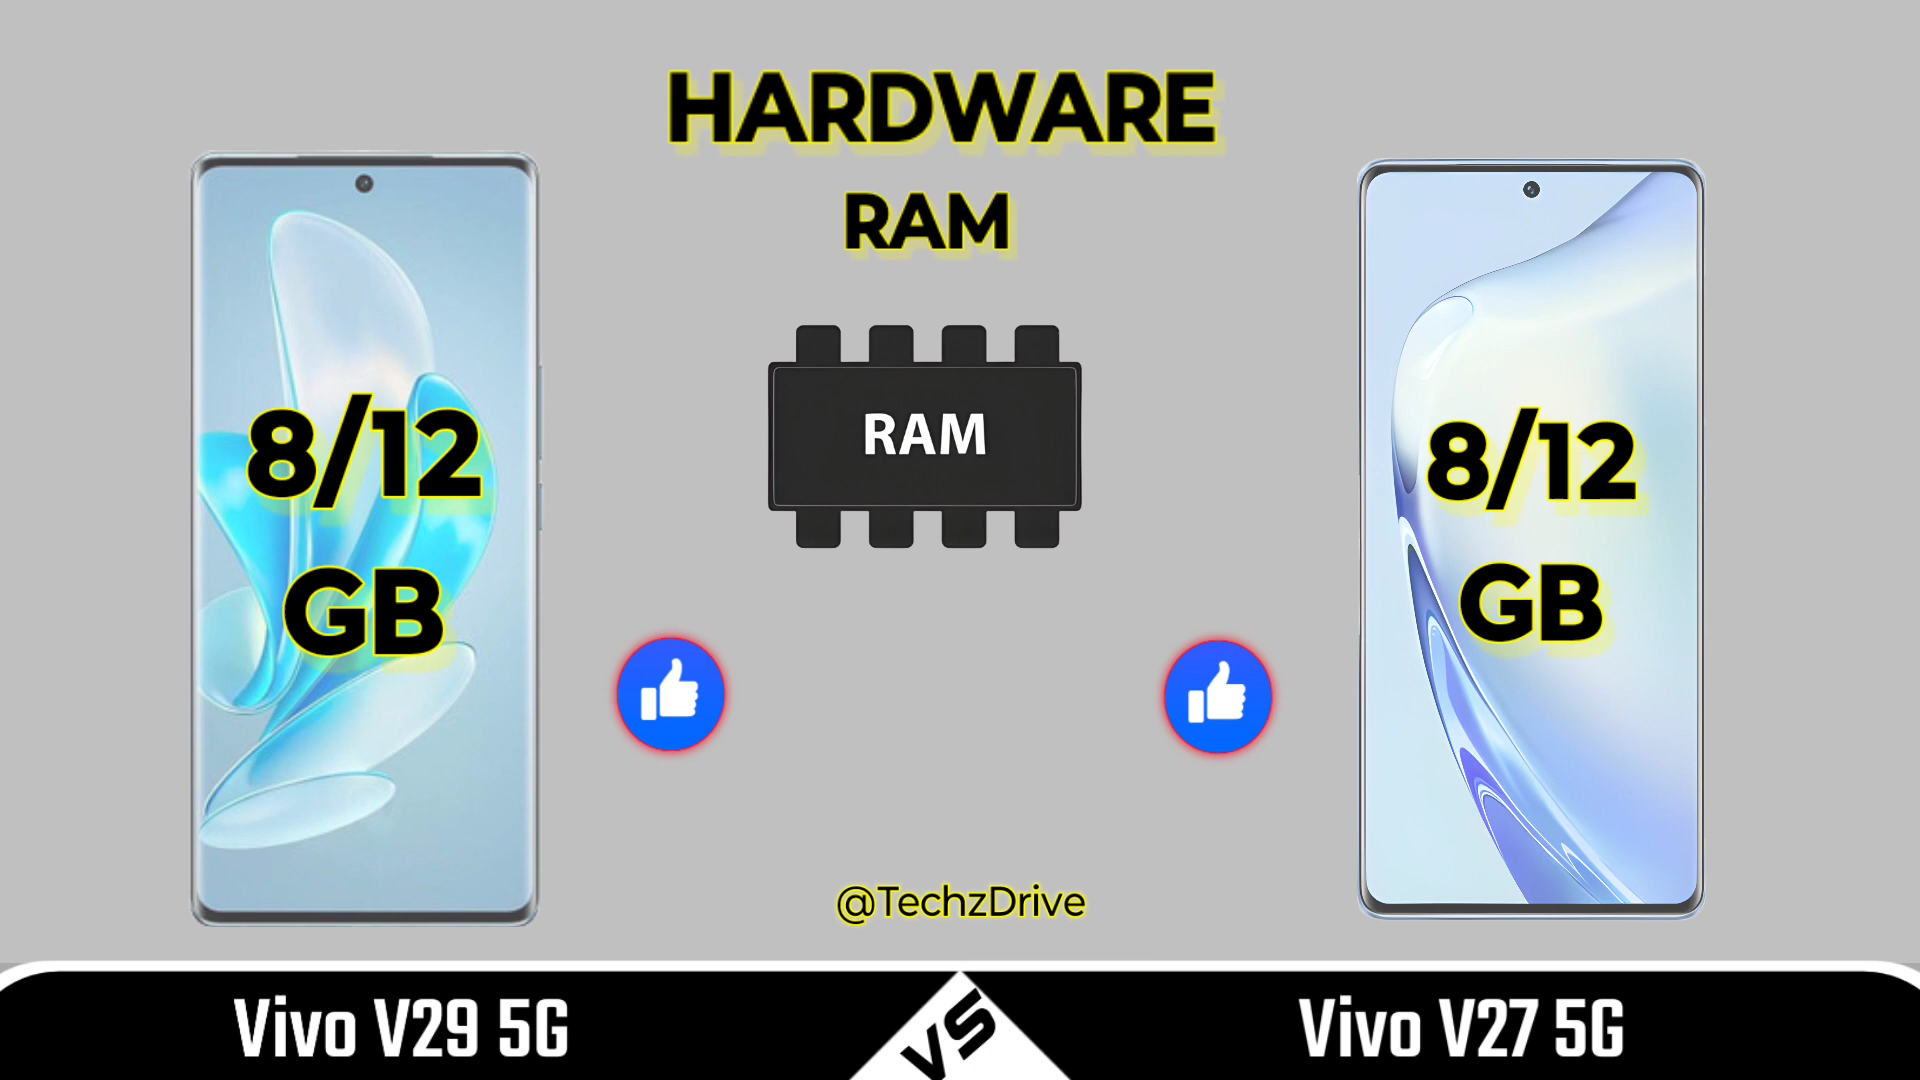 HARDWARE
RAM
RAM
8/12
GB
8/12
GB
@TechzDrive
Vivo V29 5G
VS
Vivo V27 5G